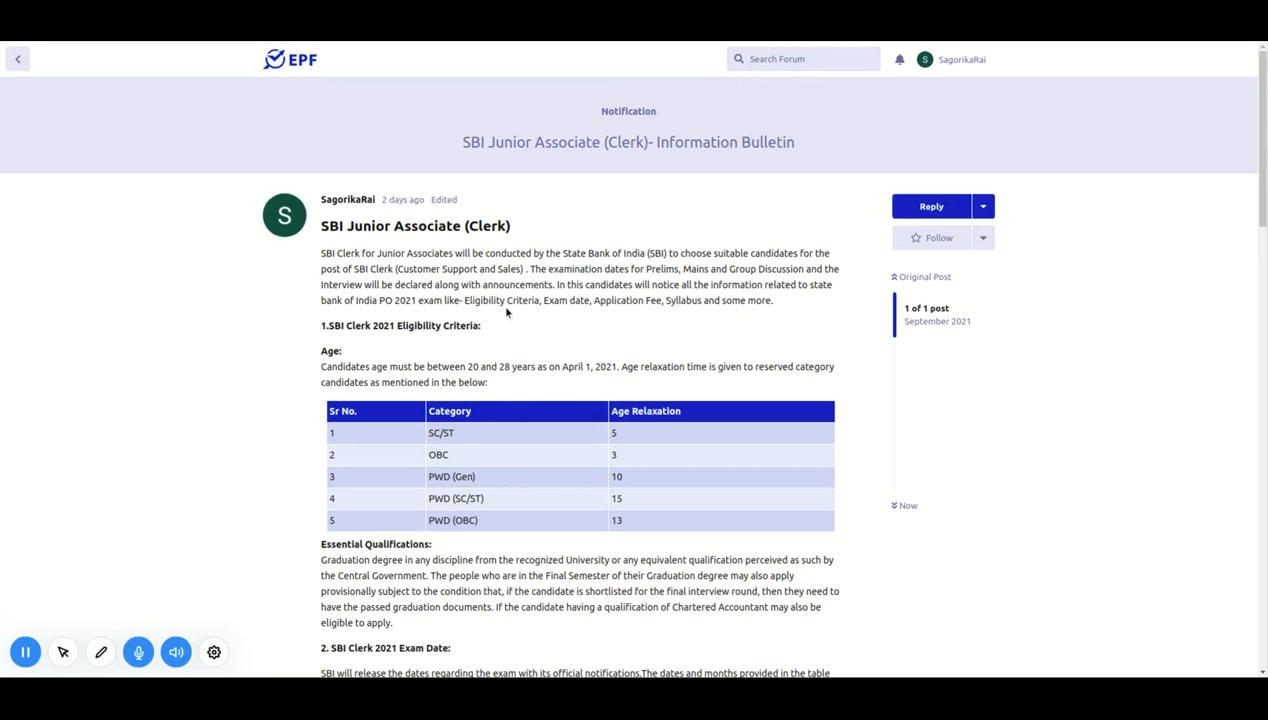 EPF
Search Forum
S
SagorikaRai
Notification
SBI Junior Associate (Clerk)- Information Bulletin
S
SagorikaRai 2 days ago Edited
SBI Junior Associate (Clerk)
SBI Clerk for Junior Associates will be conducted by the State Bank of India (SBI) to choose suitable candidates for the
post of SBI Clerk (Customer Support and Sales) . The examination dates for Prelims, Mains and Group Discussion and the
Interview will be declared along with announcements. In this candidates will notice all the information related to state
bank of India PO 2021 exam like- Eligibility Criteria, Exam date, Application Fee, Syllabus and some more.
1.SBI Clerk 2021 Eligibility Criteria:
Age:
Candidates age must be between 20 and 28 years as on April 1, 2021. Age relaxation time is given to reserved category
candidates as mentioned in the below:
Sr No. Category Age Relaxation
1 SC/ST 5
2 OBC 3
3 PWD (Gen) 10
4 PWD (SC/ST) 15
5 PWD (OBC) 13
Essential Qualifications:
Graduation degree in any discipline from the recognized University or any equivalent qualification perceived as such by
the Central Government. The people who are in the Final Semester of their Graduation degree may also apply
provisionally subject to the condition that, if the candidate is shortlisted for the final interview round, then they need to
have the passed graduation documents. If the candidate having a qualification of Chartered Accountant may also be
eligible to apply.
2. SBI Clerk 2021 Exam Date:
SBI will release the dates regarding the exam with its official notifications.The dates and months provided in the table
Reply
Follow
Original Post
1 of 1 post
September 2021
Now